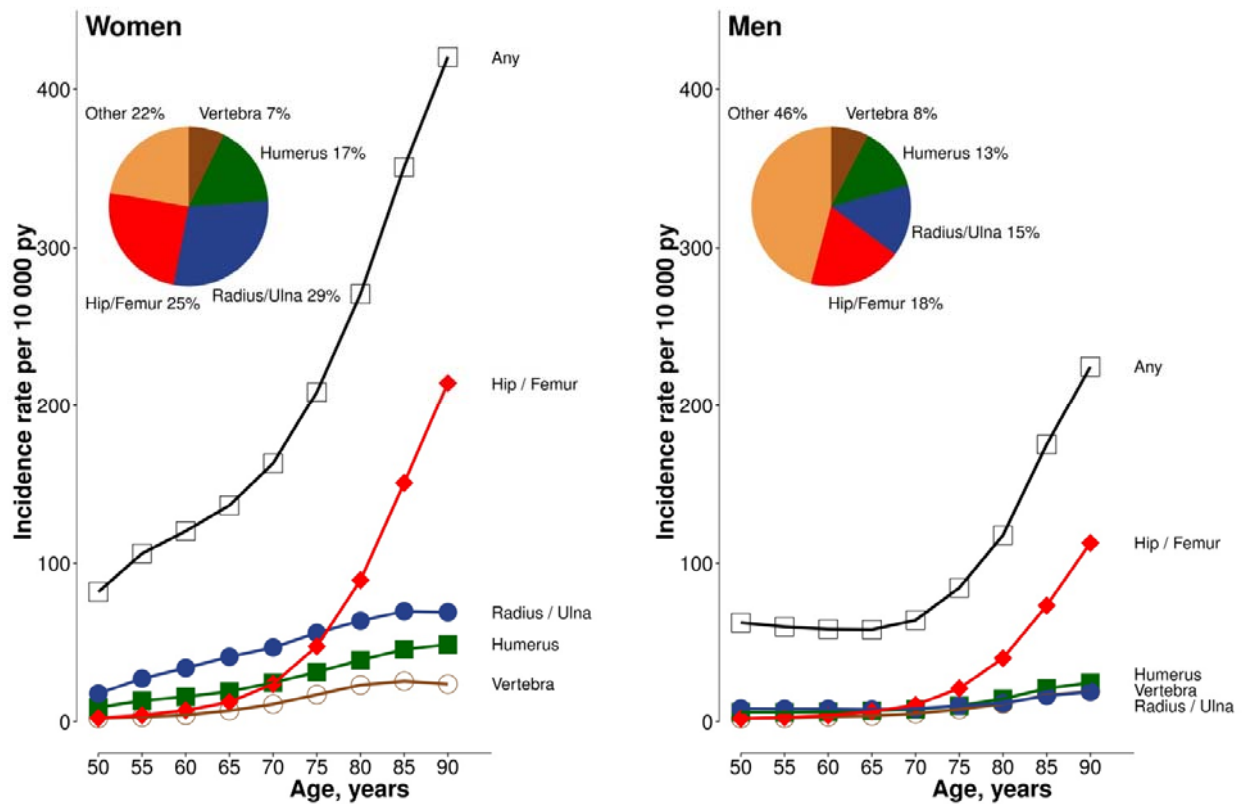 Women
Any
400
Other 22%
Vertebra 7%
Humerus 17%
300
Radius/Ulna 29%
Hip/Femur 25%
Incidence rate per 10 000 py
Hip / Femur
200
100
Radius / Ulna
Humerus
Vertebra
0
50 55 60 65 70 75 80 85 90
Age, years
Men
400
Other 46%
Vertebra 8%
Humerus 13%
300
Radius/Ulna 15%
Hip/Femur 18%
Incidence rate per 10 000 py
Any
200
Hip / Femur
100
Humerus
Vertebra
Radius / Ulna
0
50 55 60 65 70 75 80 85 90
Age, years